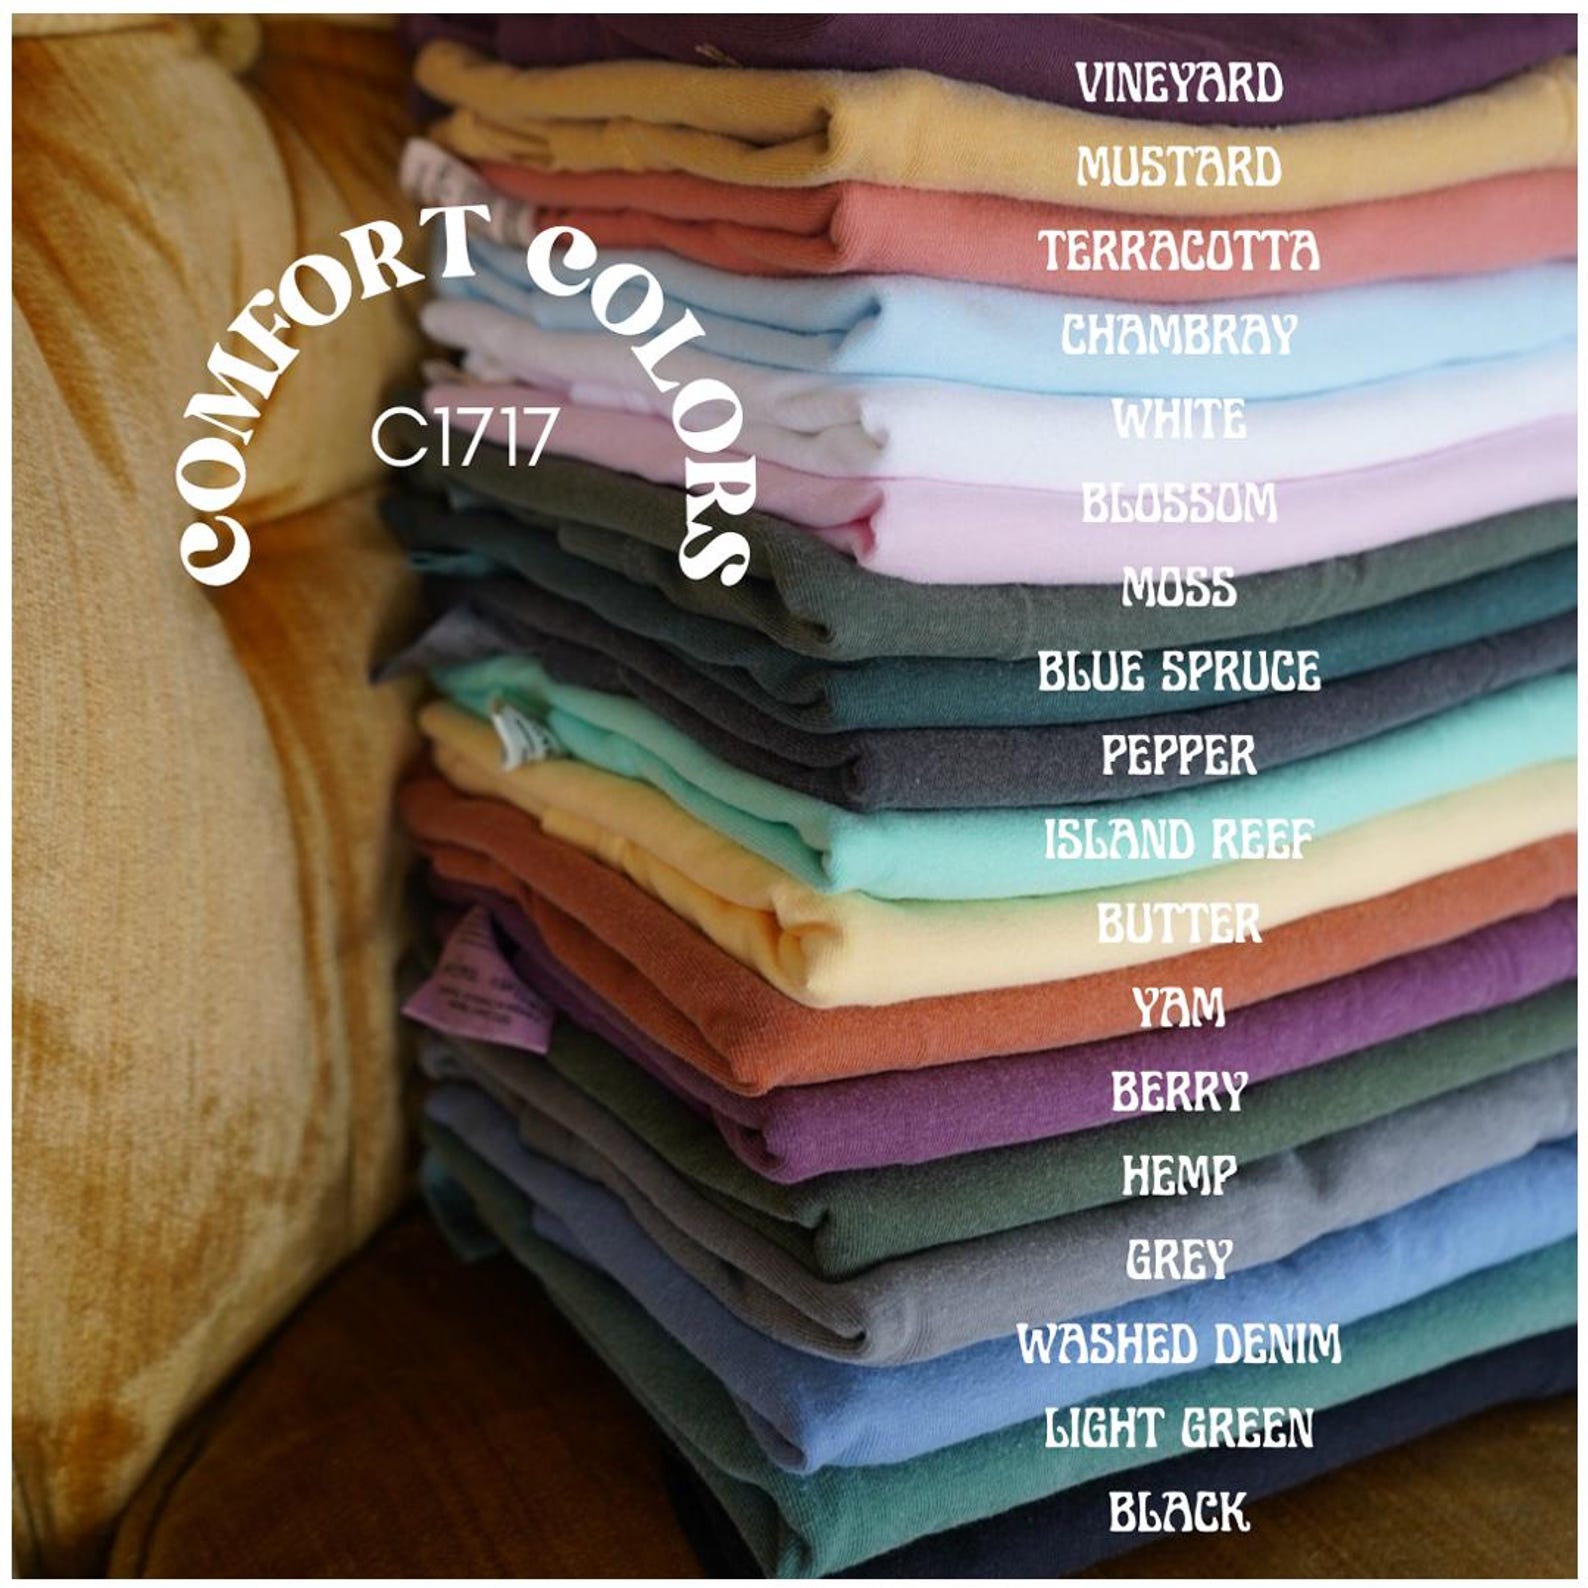 COMFORT COLORS
C1717
VINEYARD
MUSTARD
TERRACOTTA
CHAMBRAY
WHITE
BLOSSOM
MOSS
BLUE SPRUCE
PEPPER
ISLAND REEF
BUTTER
YAM
BERRY
HEMP
GREY
WASHED DENIM
LIGHT GREEN
BLACK